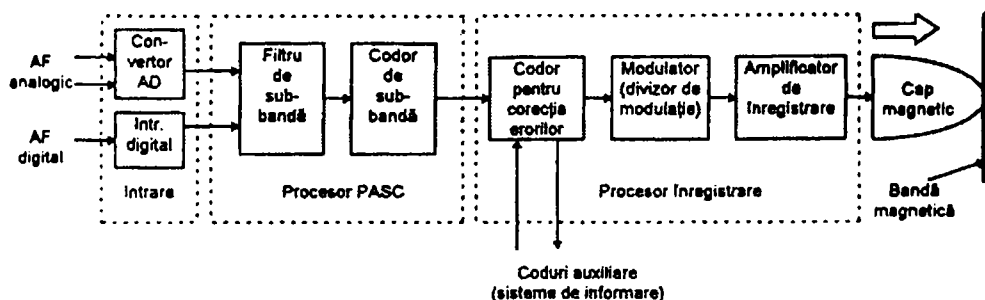 AF
analogic
AF
digital
Con-
vertor
AD
Intr.
digital
Intrare
Filtru
de
sub-
bandă
Codor
de
sub-
bandă
Procesor PASC
Codor
pentru
corecția
erorilor
Modulator
(divizor de
modulație)
Amplificator
de
înregistrare
Procesor înregistrare
Cap
magnetic
Bandă
magnetică
Coduri auxiliare
(sisteme de informare)